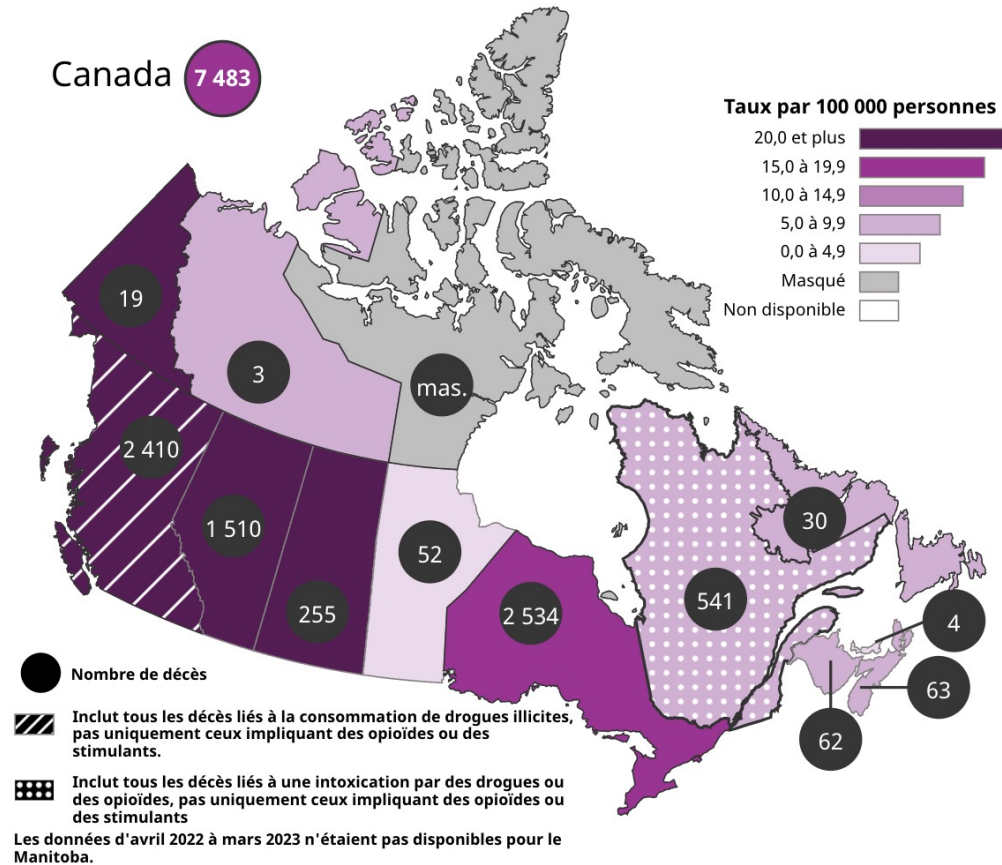 Canada 7 483
Taux par 100 000 personnes
20,0 et plus
15,0 à 19,9
10,0 à 14,9
5,0 à 9,9
0,0 à 4,9
Masqué
Non disponible
19
3
mas.
2 410
1 510
255
52
2 534
541
30
4
63
62
Nombre de décès
Inclut tous les décès liés à la consommation de drogues illicites,
pas uniquement ceux impliquant des opioïdes ou des
stimulants.
Inclut tous les décès liés à une intoxication par des drogues ou
des opioïdes, pas uniquement ceux impliquant des opioïdes ou
des stimulants
Les données d'avril 2022 à mars 2023 n'étaient pas disponibles pour le
Manitoba.